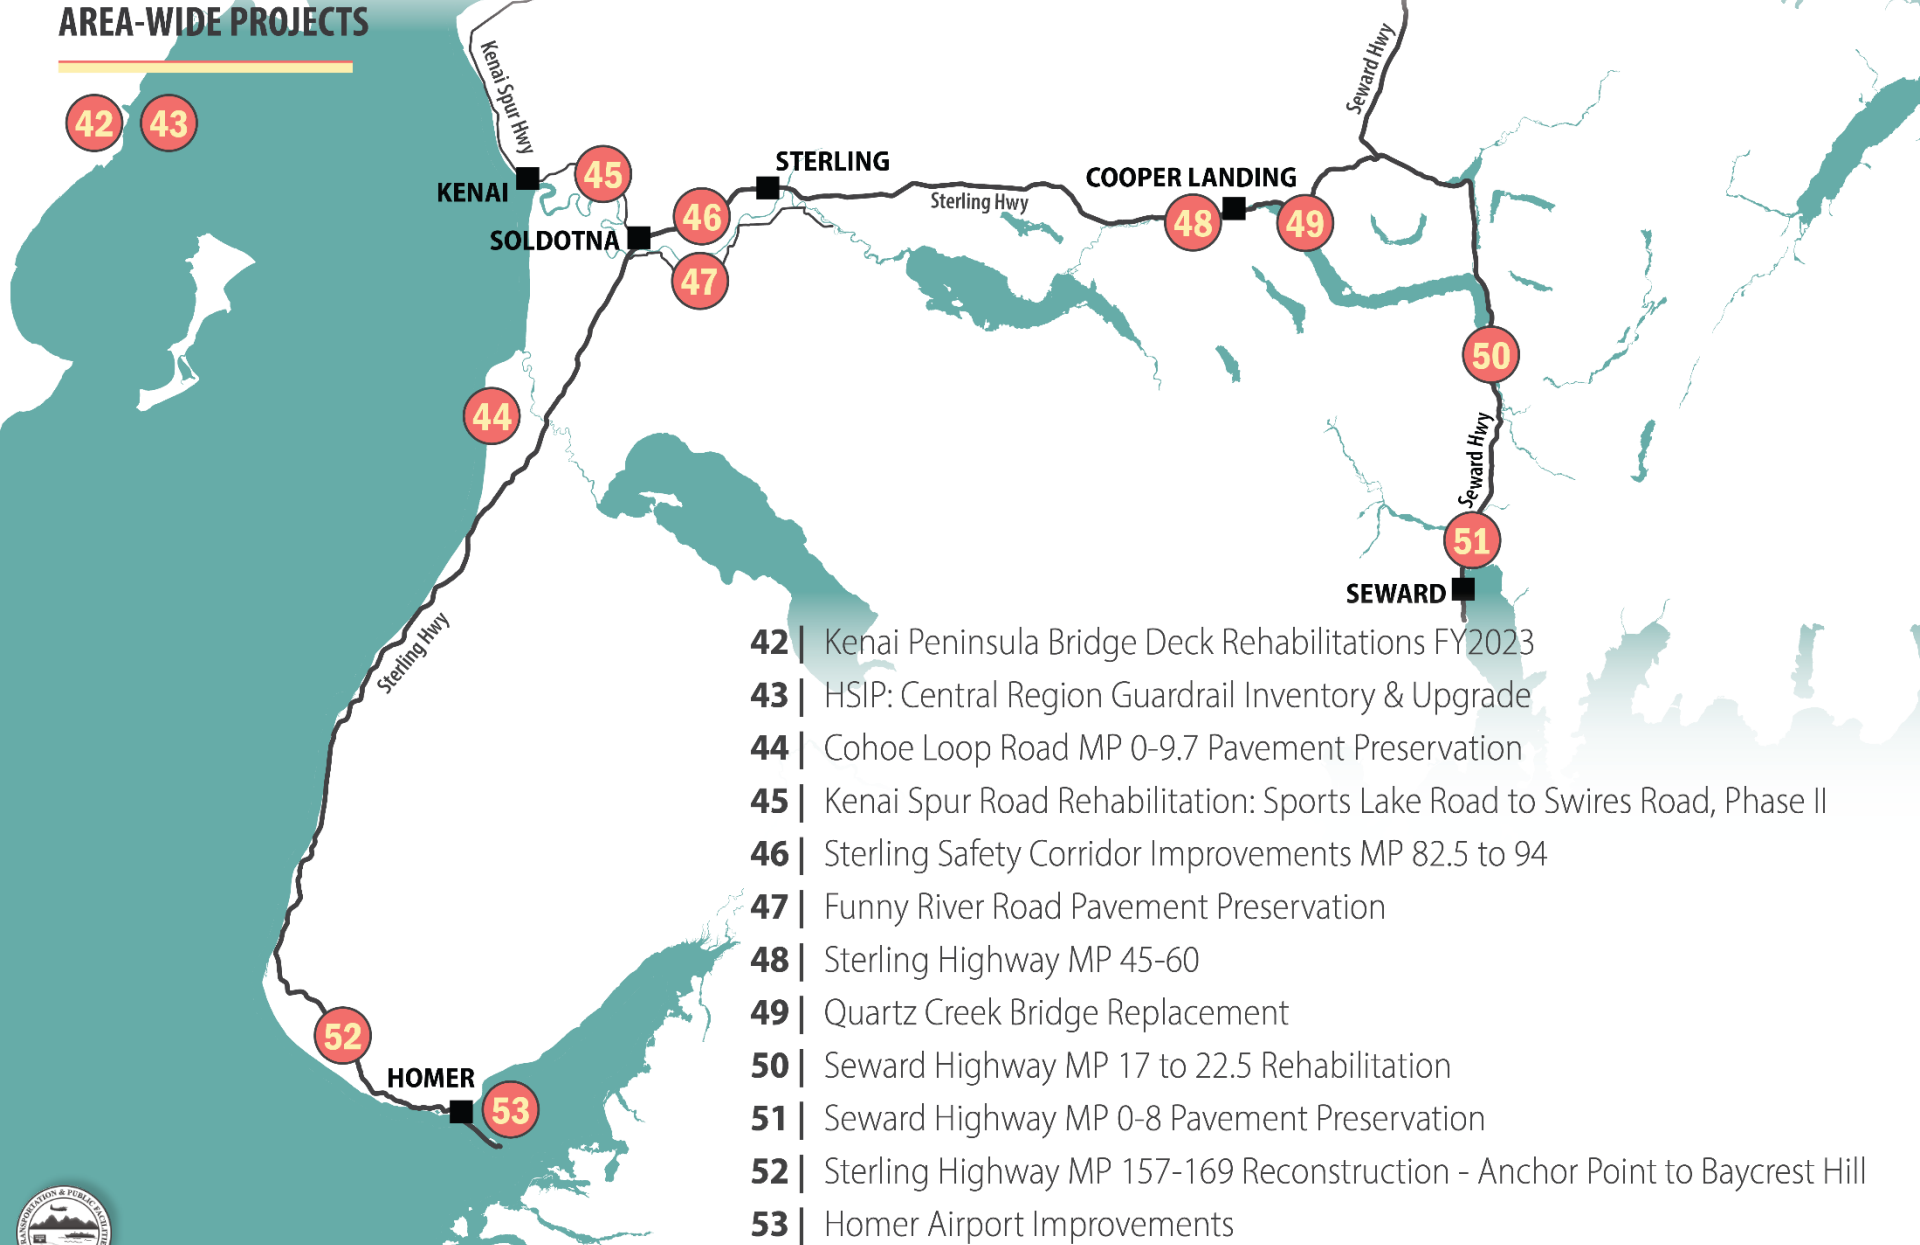 AREA-WIDE PROJECTS
42 43
Kenai Spur Hwy
Seward Hwy
KENAI
45
STERLING
COOPER LANDING
46
Sterling Hwy
48
49
SOLDOTNA
47
50
44
Seward Hwy
51
SEWARD
Sterling Hwy
42 | Kenai Peninsula Bridge Deck Rehabilitations FY2023
43 | HSIP: Central Region Guardrail Inventory & Upgrade
44 | Cohoe Loop Road MP 0-9.7 Pavement Preservation
45 | Kenai Spur Road Rehabilitation: Sports Lake Road to Swires Road, Phase II
46 | Sterling Safety Corridor Improvements MP 82.5 to 94
47 | Funny River Road Pavement Preservation
48 | Sterling Highway MP 45-60
49 | Quartz Creek Bridge Replacement
50 | Seward Highway MP 17 to 22.5 Rehabilitation
51 | Seward Highway MP 0-8 Pavement Preservation
52 | Sterling Highway MP 157-169 Reconstruction - Anchor Point to Baycrest Hill
53 | Homer Airport Improvements
52
HOMER
53
& PUBLIC